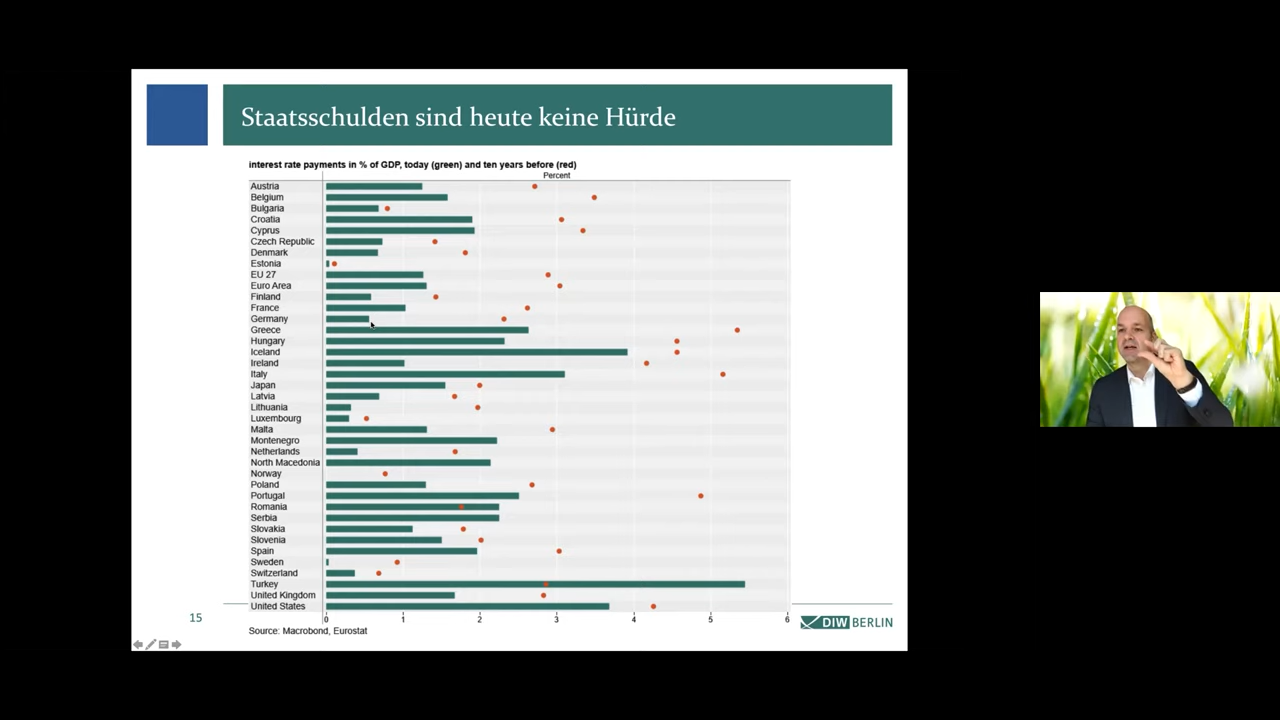 Staatsschulden sind heute keine Hürde
interest rate payments in % of GDP, today (green) and ten years before (red)
Percent
Austria
Belgium
Bulgaria
Croatia
Cyprus
Czech Republic
Denmark
Estonia
EU 27
Euro Area
Finland
France
Germany
Greece
Hungary
Iceland
Ireland
Italy
Japan
Latvia
Lithuania
Luxembourg
Malta
Montenegro
Netherlands
North Macedonia
Norway
Poland
Portugal
Romania
Serbia
Slovakia
Slovenia
Spain
Sweden
Switzerland
Turkey
United Kingdom
United States
0 1 2 3 4 5 6
Source: Macrobond, Eurostat
15
DIW BERLIN